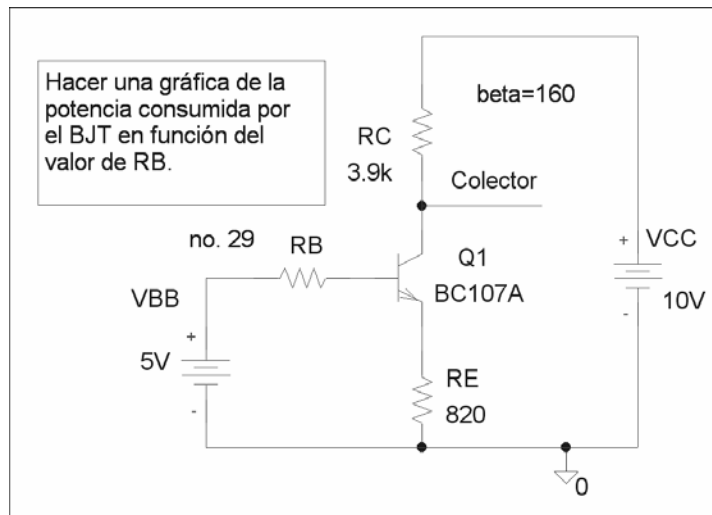 Hacer una gráfica de la
potencia consumida por
el BJT en función del
valor de RB.
beta=160
RC
3.9k
Colector
no. 29
RB
Q1
BC107A
VBB
+
5V
-
+
VCC
10V
-
RE
820
0